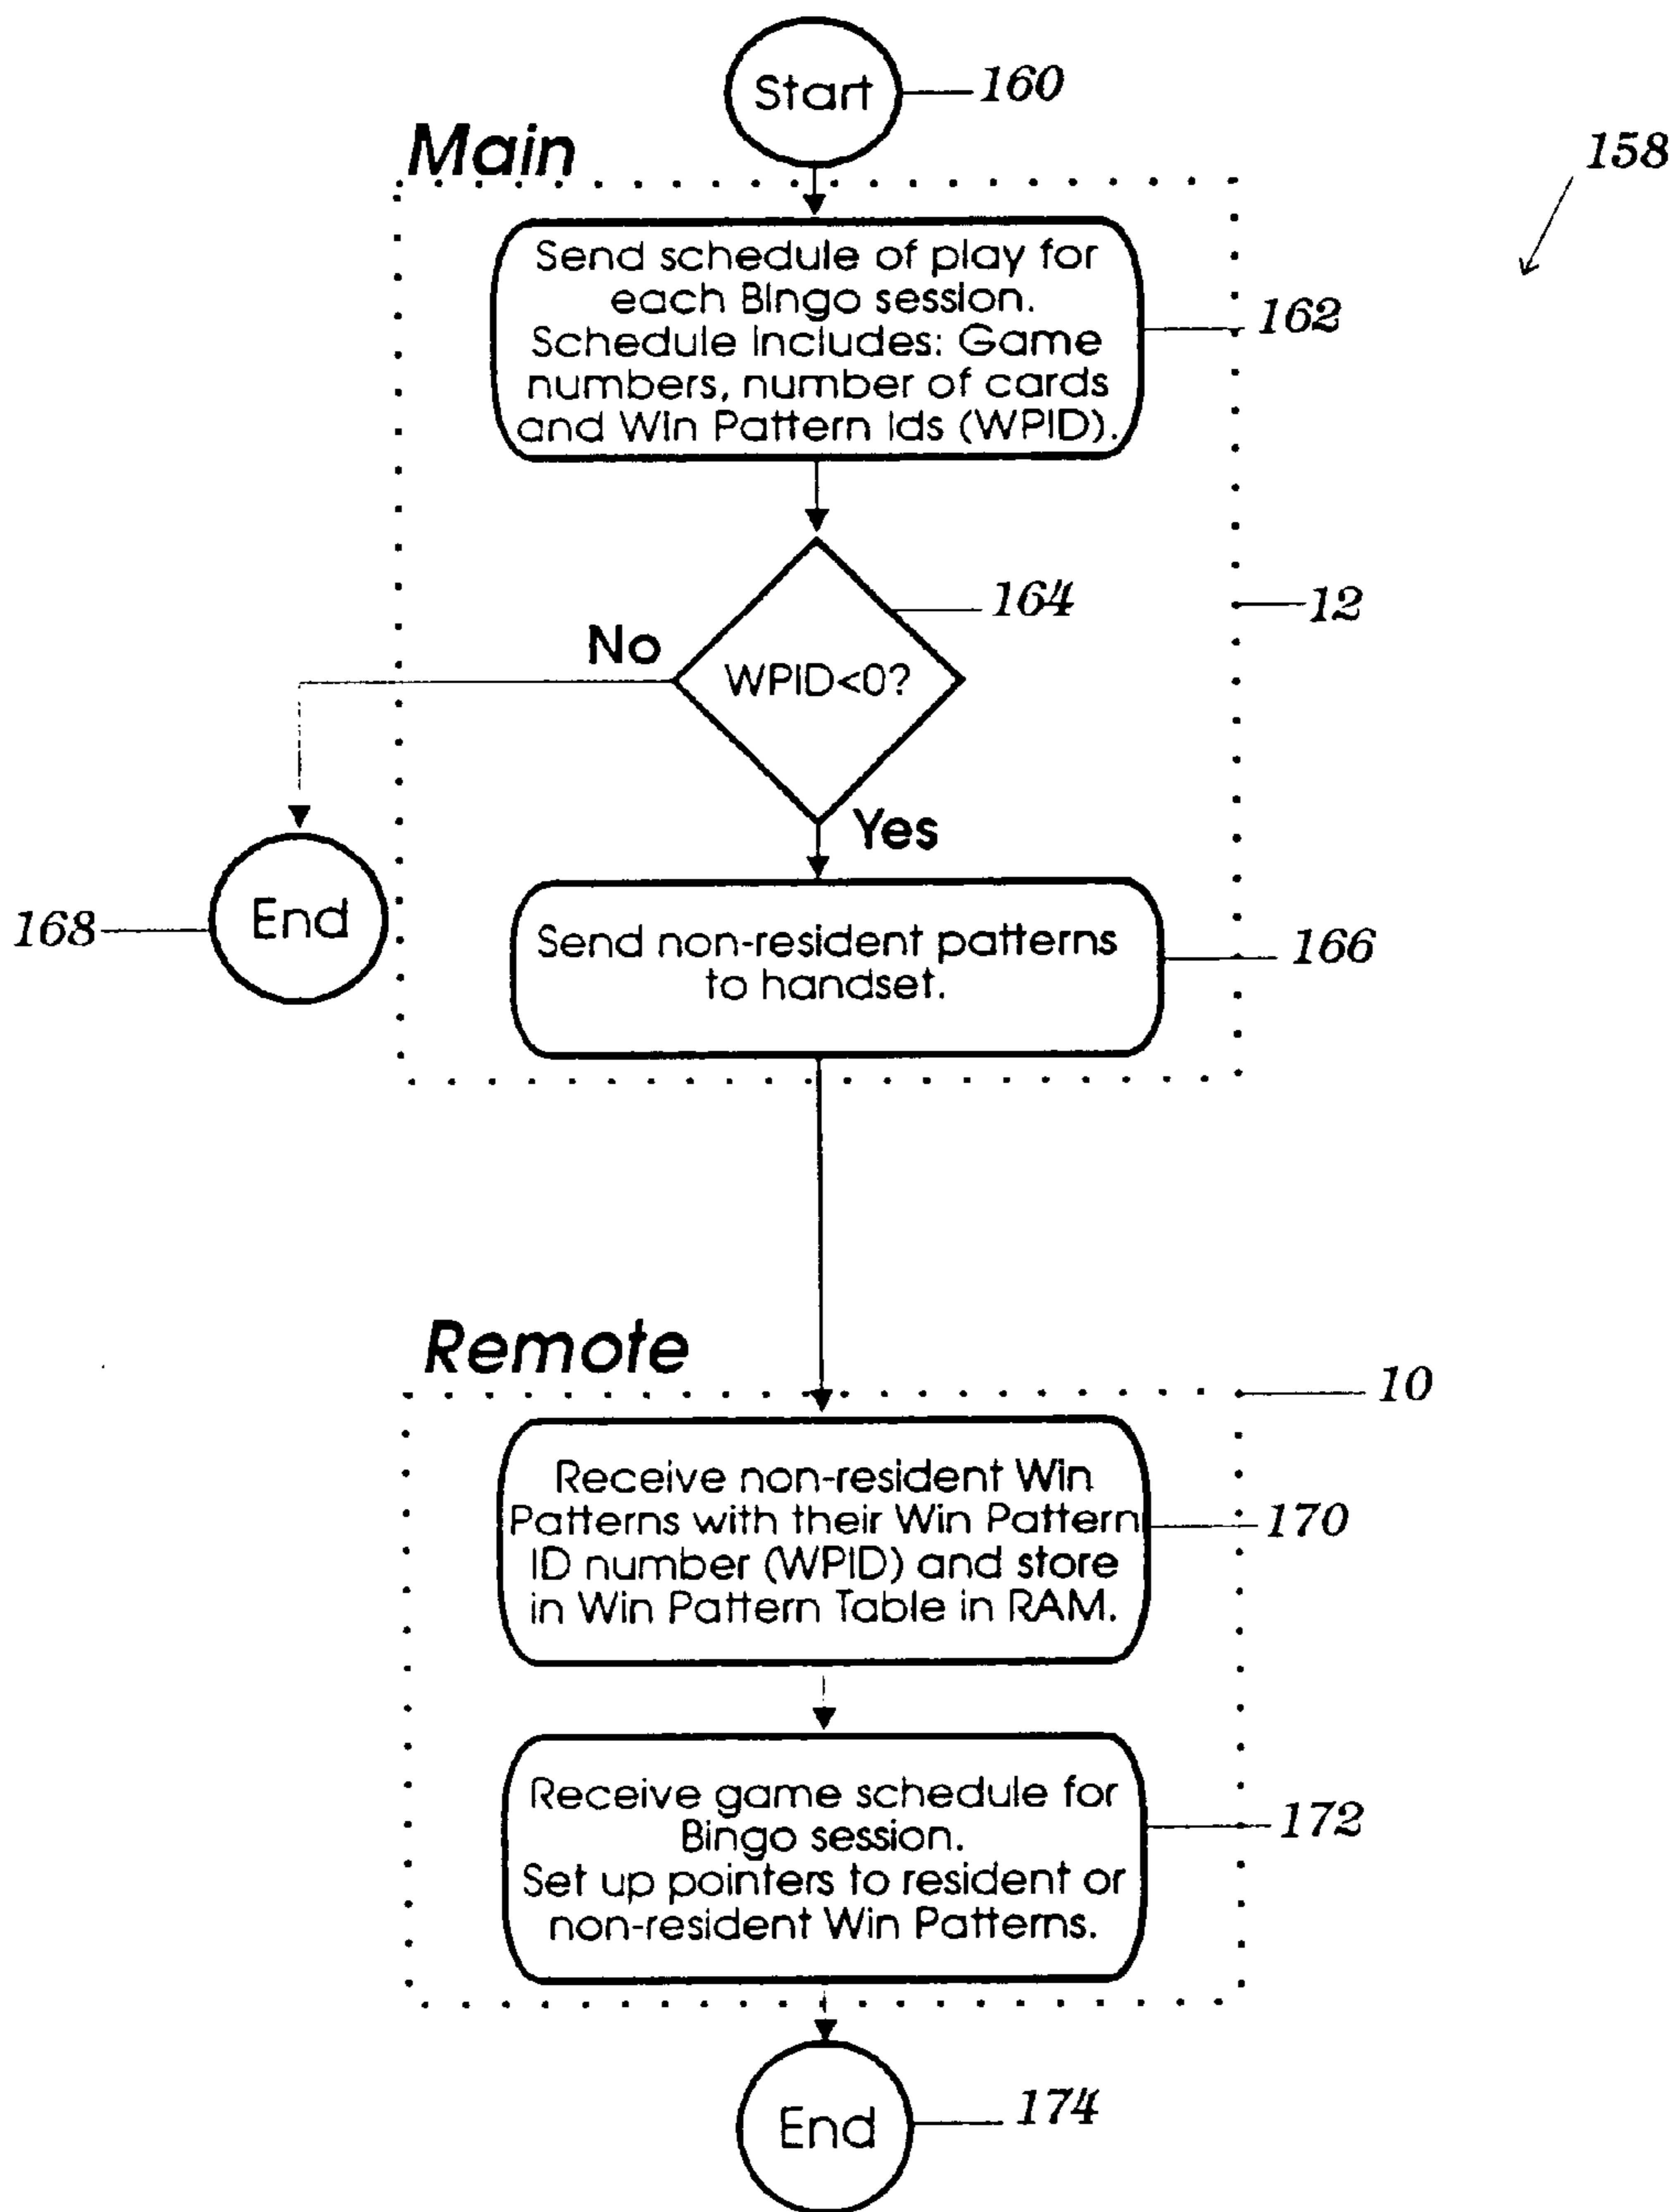 Start
160
Main
158
Send schedule of play for
each Bingo session.
Schedule includes: Game
numbers, number of cards
and Win Pattern Ids (WPID).
162
164
12
No
WPID<0?
Yes
168
End
Send non-resident patterns
to handset.
166
Remote
10
Receive non-resident Win
Patterns with their Win Pattern
ID number (WPID) and store
in Win Pattern Table in RAM.
170
Receive game schedule for
Bingo session.
Set up pointers to resident or
non-resident Win Patterns.
172
End
174